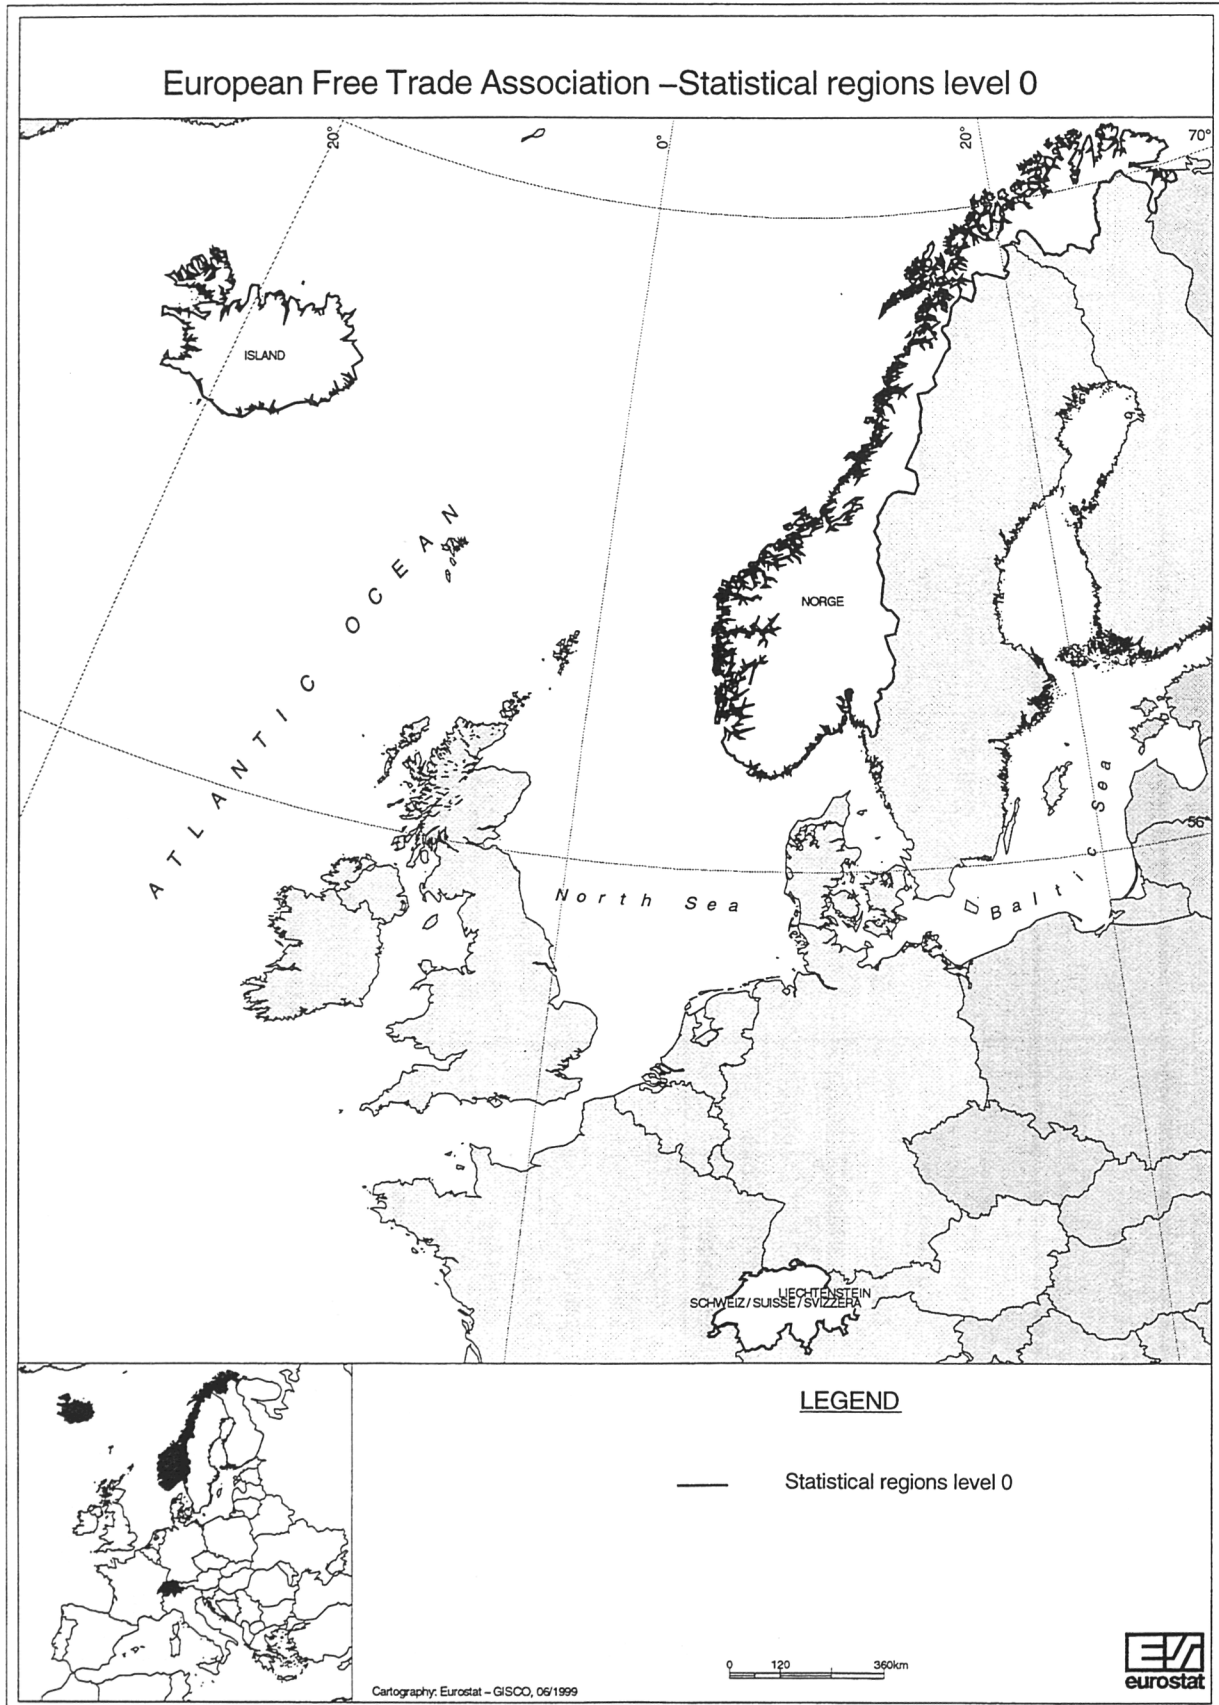 European Free Trade Association –Statistical regions level 0
20°
0°
20°
70°
ISLAND
NORGE
ATLANTIC OCEAN
North Sea
Baltic Sea
56°
LIECHTENSTEIN
SCHWEIZ/SUISSE/SVIZZERA
LEGEND
Statistical regions level 0
0 120 360km
Cartography: Eurostat – GISCO, 06/1999
eurostat